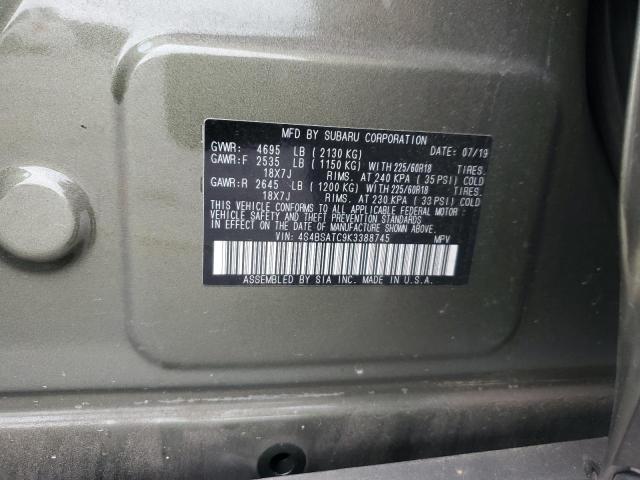 MFD BY SUBARU CORPORATION
GVWR: 4695 LB (2130 KG) DATE: 07/19
GAWR:F 2535 LB (1150 KG) WITH 225/60R18 TIRES.
18X7J RIMS. AT 240 KPA (35 PSI) COLD
GAWR:R 2645 LB (1200 KG) WITH 225/60R18 TIRES.
18X7J RIMS. AT 230 KPA (33 PSI) COLD
THIS VEHICLE CONFORMS TO ALL APPLICABLE FEDERAL MOTOR
VEHICLE SAFETY AND THEFT PREVENTION STANDARDS IN EFFECT
ON THE DATE OF MANUFACTURE SHOWN ABOVE.
VIN: 4S4BSATC9K3388745 MPV
ASSEMBLED BY SIA INC. MADE IN U.S.A.